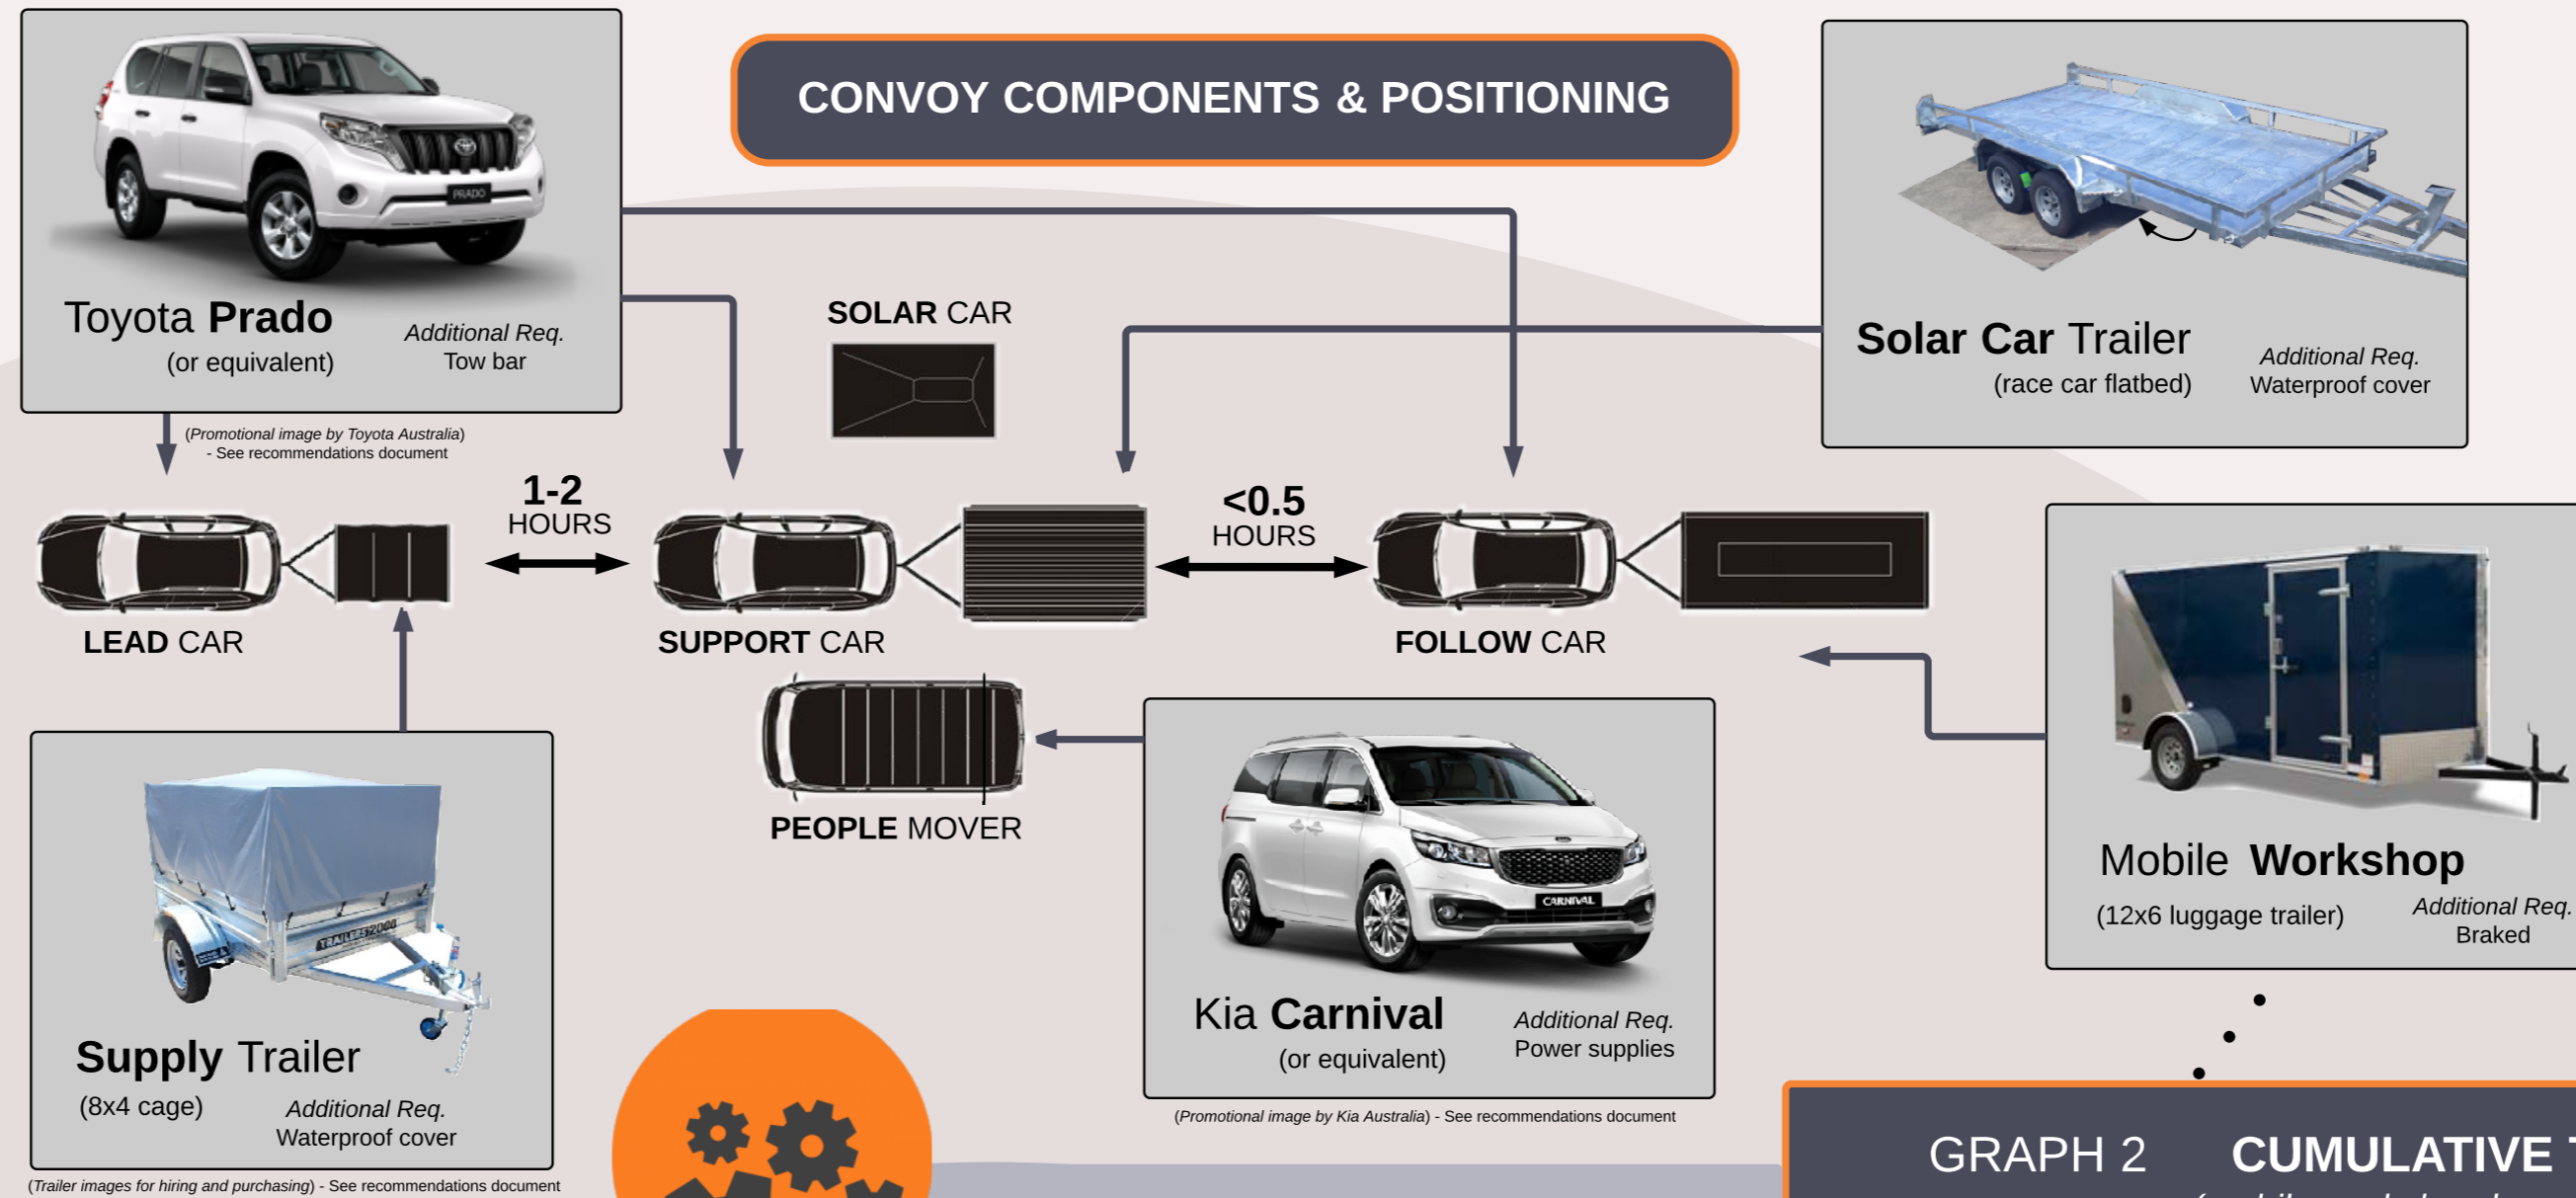 CONVOY COMPONENTS & POSITIONING
PRADO
Toyota Prado
(or equivalent)
Additional Req.
Tow bar
(Promotional image by Toyota Australia)
- See recommendations document
SOLAR CAR
Solar Car Trailer
(race car flatbed)
Additional Req.
Waterproof cover
1-2
HOURS
<0.5
HOURS
LEAD CAR
SUPPORT CAR
FOLLOW CAR
PEOPLE MOVER
TRAILERS2000
Supply Trailer
(8x4 cage)
Additional Req.
Waterproof cover
(Trailer images for hiring and purchasing) - See recommendations document
CARNIVAL
Kia Carnival
(or equivalent)
Additional Req.
Power supplies
(Promotional image by Kia Australia) - See recommendations document
Mobile Workshop
(12x6 luggage trailer)
Additional Req.
Braked
GRAPH 2 CUMULATIVE